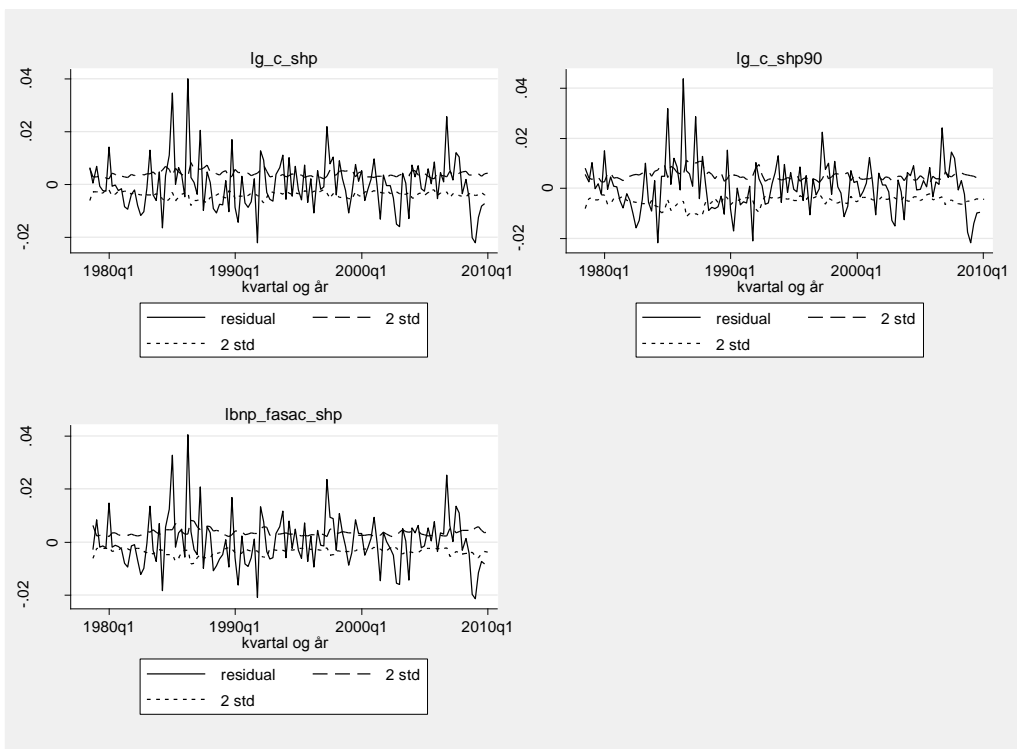 lg_c_shp
.04
.02
0
-.02
1980q1 1990q1 2000q1 2010q1
kvartal og år
residual 2 std
2 std
lg_c_shp90
.04
.02
0
-.02
1980q1 1990q1 2000q1 2010q1
kvartal og år
residual 2 std
2 std
lbnp_fasac_shp
.04
.02
0
-.02
1980q1 1990q1 2000q1 2010q1
kvartal og år
residual 2 std
2 std